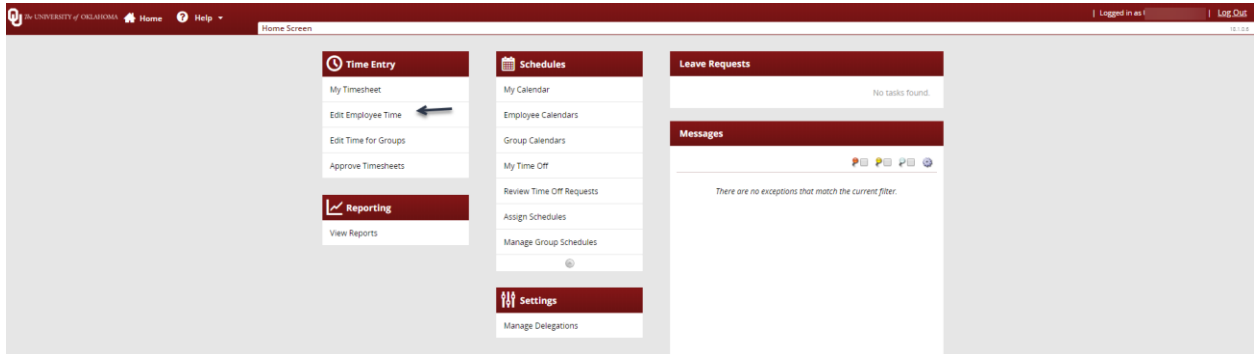 The UNIVERSITY of OKLAHOMA Home Help | Logged in as | Log Out
Home Screen
Time Entry
My Timesheet
Edit Employee Time
Edit Time for Groups
Approve Timesheets
Reporting
View Reports
Schedules
My Calendar
Employee Calendars
Group Calendars
My Time Off
Review Time Off Requests
Assign Schedules
Manage Group Schedules
Settings
Manage Delegations
Leave Requests
No tasks found.
Messages
There are no exceptions that match the current filter.